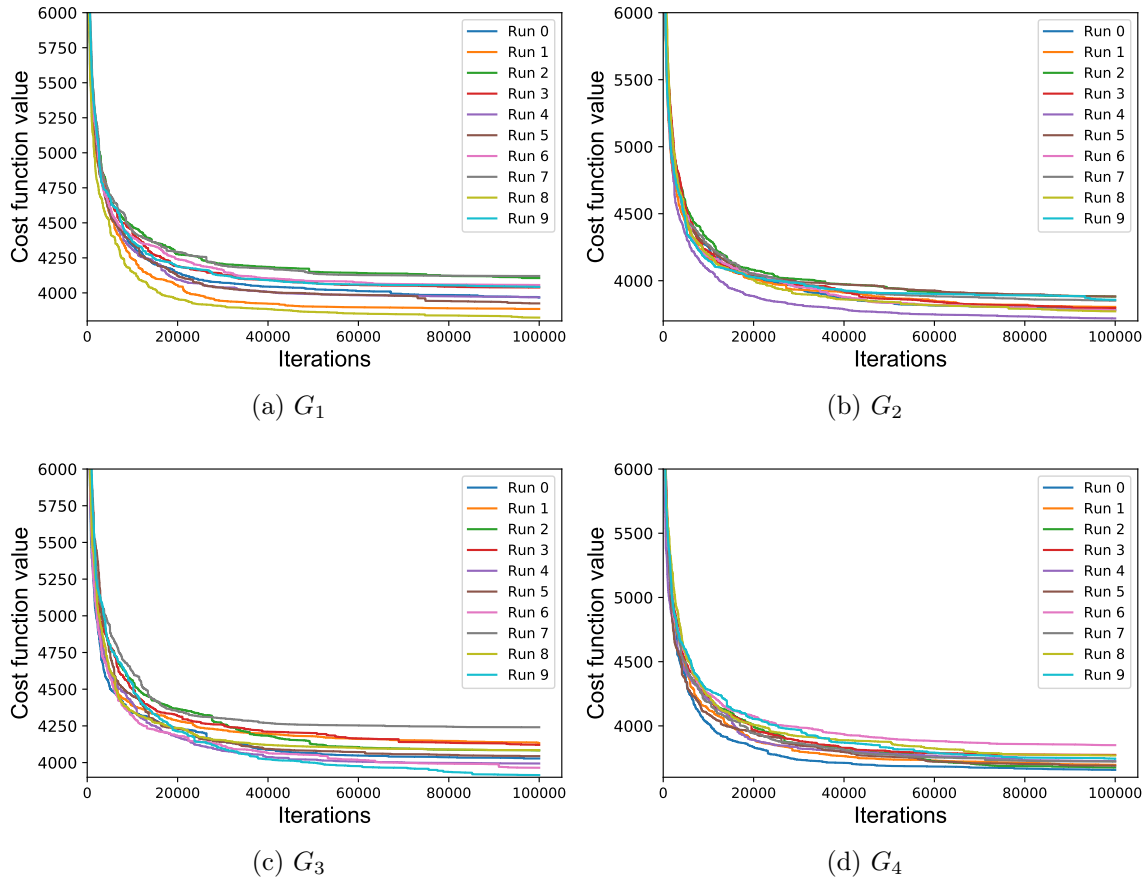 6000
5750
5500
5250
5000
4750
4500
4250
4000
Cost function value
0 20000 40000 60000 80000 100000
Iterations
Run 0
Run 1
Run 2
Run 3
Run 4
Run 5
Run 6
Run 7
Run 8
Run 9
(a) G1
6000
5500
5000
4500
4000
Cost function value
0 20000 40000 60000 80000 100000
Iterations
Run 0
Run 1
Run 2
Run 3
Run 4
Run 5
Run 6
Run 7
Run 8
Run 9
(b) G2
6000
5750
5500
5250
5000
4750
4500
4250
4000
Cost function value
0 20000 40000 60000 80000 100000
Iterations
Run 0
Run 1
Run 2
Run 3
Run 4
Run 5
Run 6
Run 7
Run 8
Run 9
(c) G3
6000
5500
5000
4500
4000
Cost function value
0 20000 40000 60000 80000 100000
Iterations
Run 0
Run 1
Run 2
Run 3
Run 4
Run 5
Run 6
Run 7
Run 8
Run 9
(d) G4